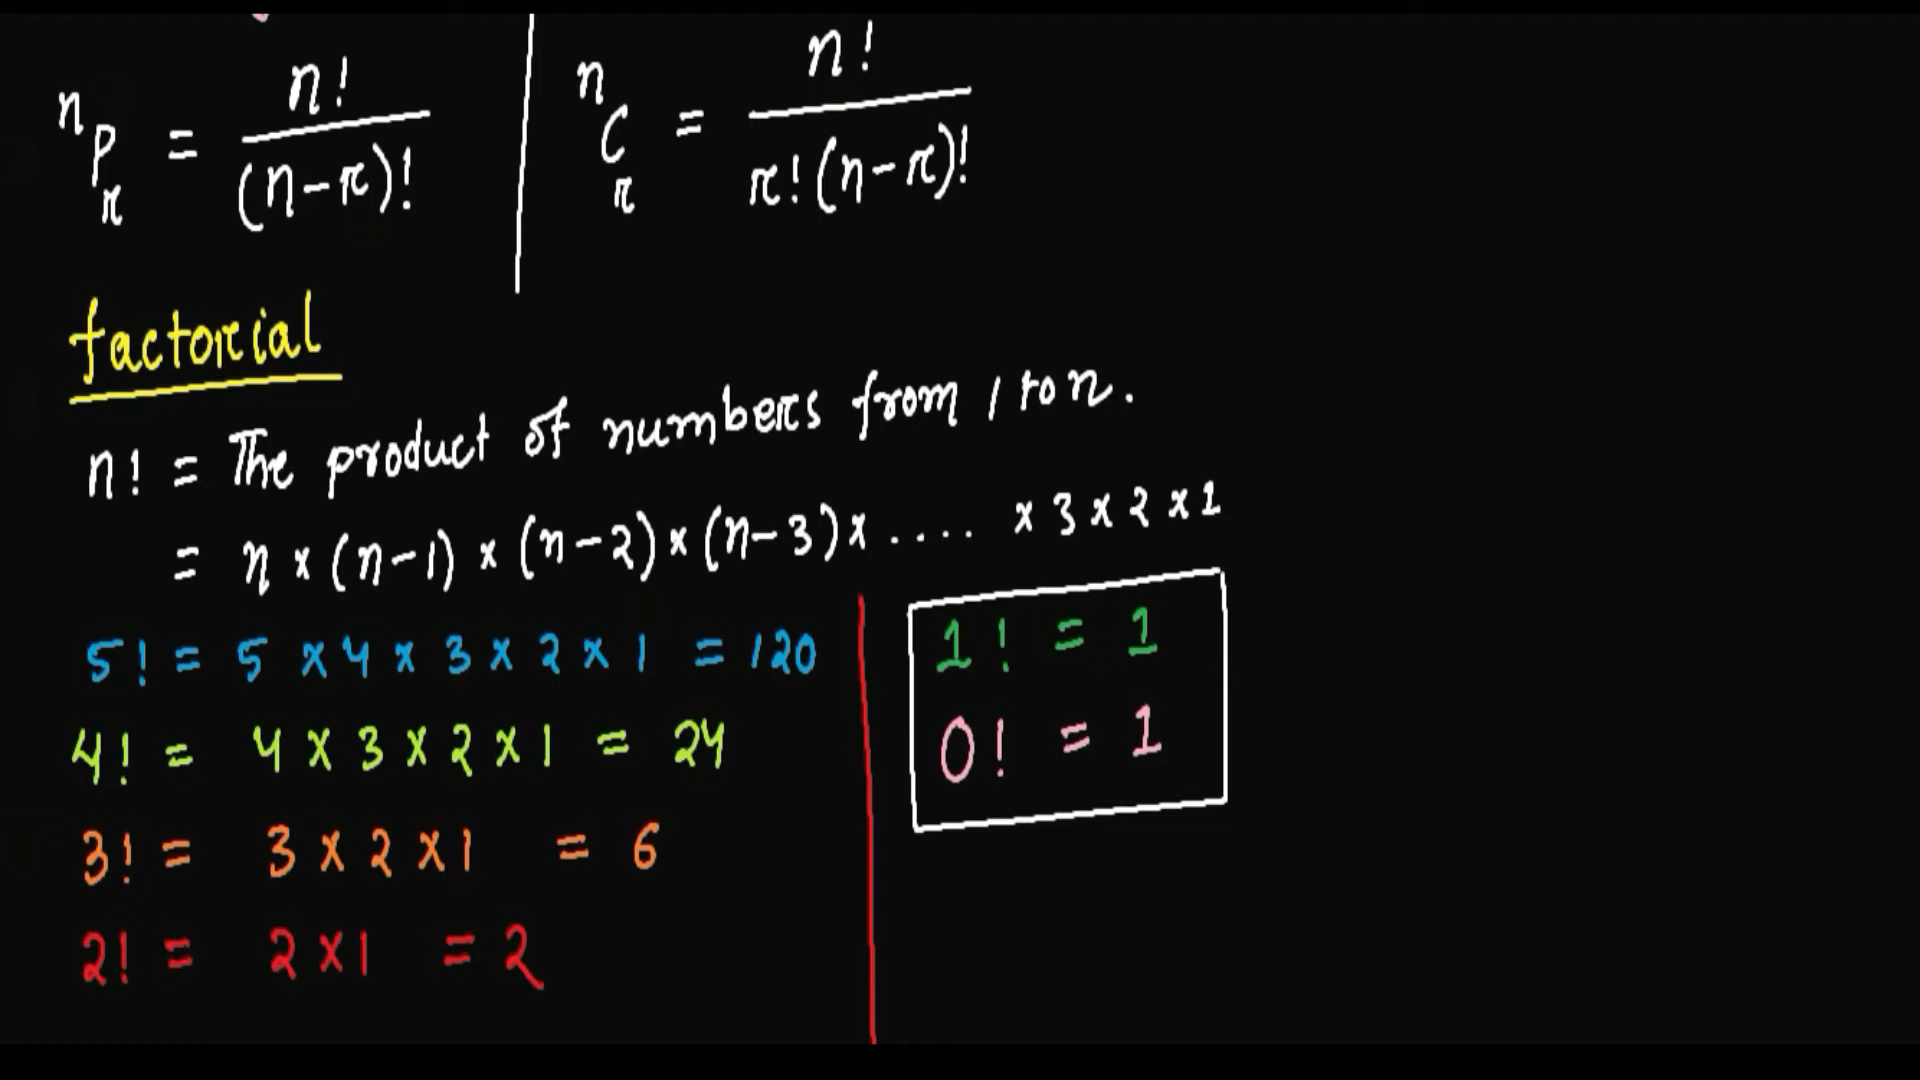 ⁿPᵣ = n! / (n-r)! | ⁿCᵣ = n! / r!(n-r)!
factorial
n! = The product of numbers from 1 to n.
= n × (n-1) × (n-2) × (n-3) × .... × 3 × 2 × 1
5! = 5 × 4 × 3 × 2 × 1 = 120
4! = 4 × 3 × 2 × 1 = 24
3! = 3 × 2 × 1 = 6
2! = 2 × 1 = 2
1! = 1
0! = 1